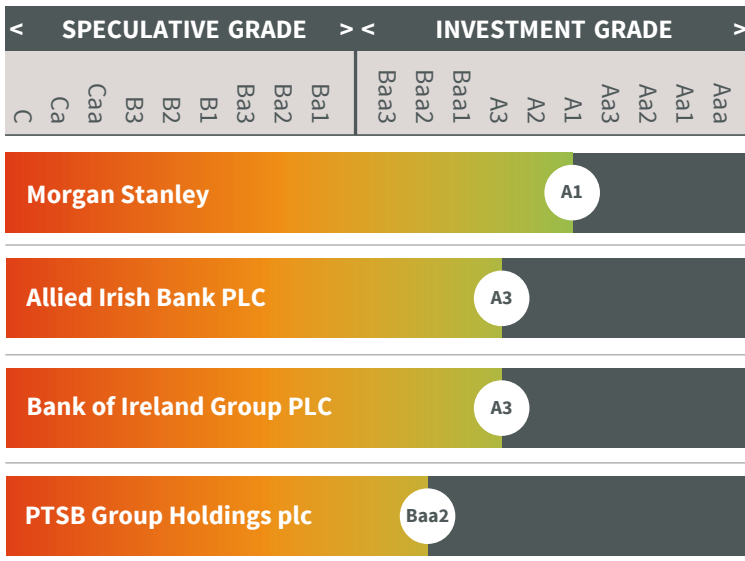 < SPECULATIVE GRADE > < INVESTMENT GRADE >
C Ca Caa B3 B2 B1 Ba3 Ba2 Ba1 Baa3 Baa2 Baa1 A3 A2 A1 Aa3 Aa2 Aa1 Aaa
Morgan Stanley A1
Allied Irish Bank PLC A3
Bank of Ireland Group PLC A3
PTSB Group Holdings plc Baa2